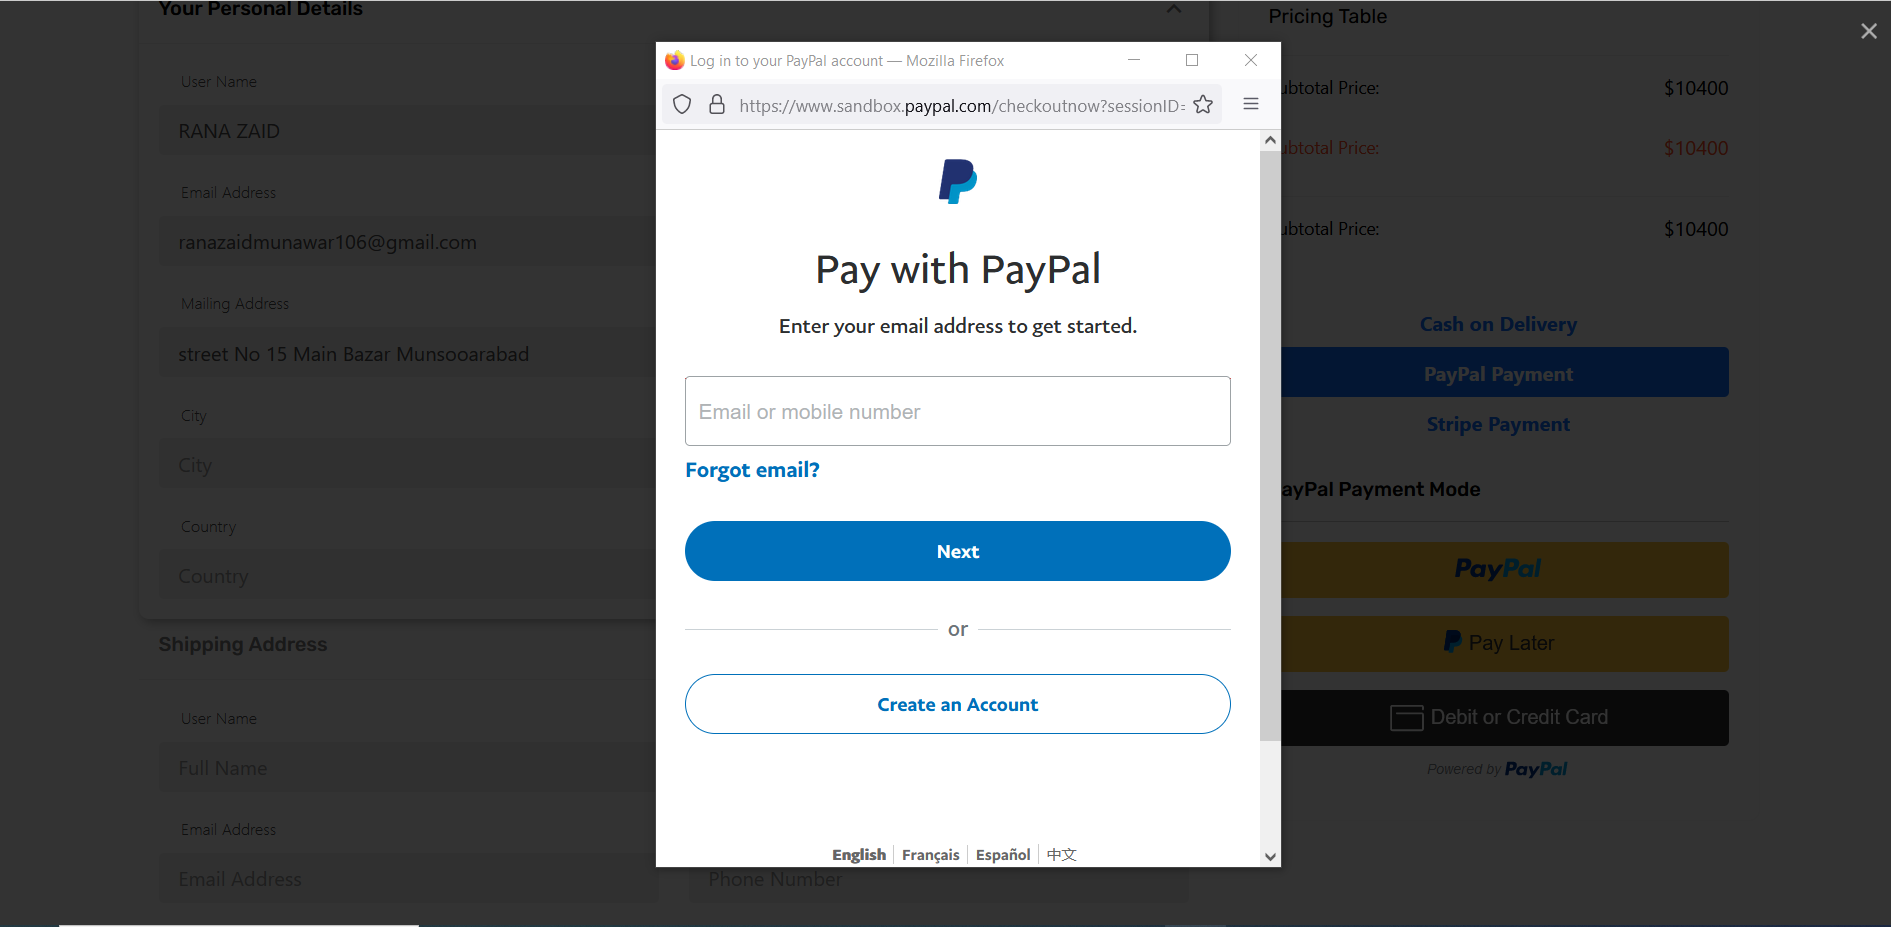 Your Personal Details
User Name
RANA ZAID
Email Address
ranazaidmunawar106@gmail.com
Mailing Address
street No 15 Main Bazar Munsooarabad
City
City
Country
Country
Shipping Address
User Name
Full Name
Email Address
Email Address
Phone Number
Log in to your PayPal account — Mozilla Firefox
https://www.sandbox.paypal.com/checkoutnow?sessionID=
Pay with PayPal
Enter your email address to get started.
Email or mobile number
Forgot email?
Next
or
Create an Account
English Français Español 中文
Pricing Table
ubtotal Price: $10400
ubtotal Price: $10400
ubtotal Price: $10400
Cash on Delivery
PayPal Payment
Stripe Payment
ayPal Payment Mode
PayPal
Pay Later
Debit or Credit Card
Powered by PayPal